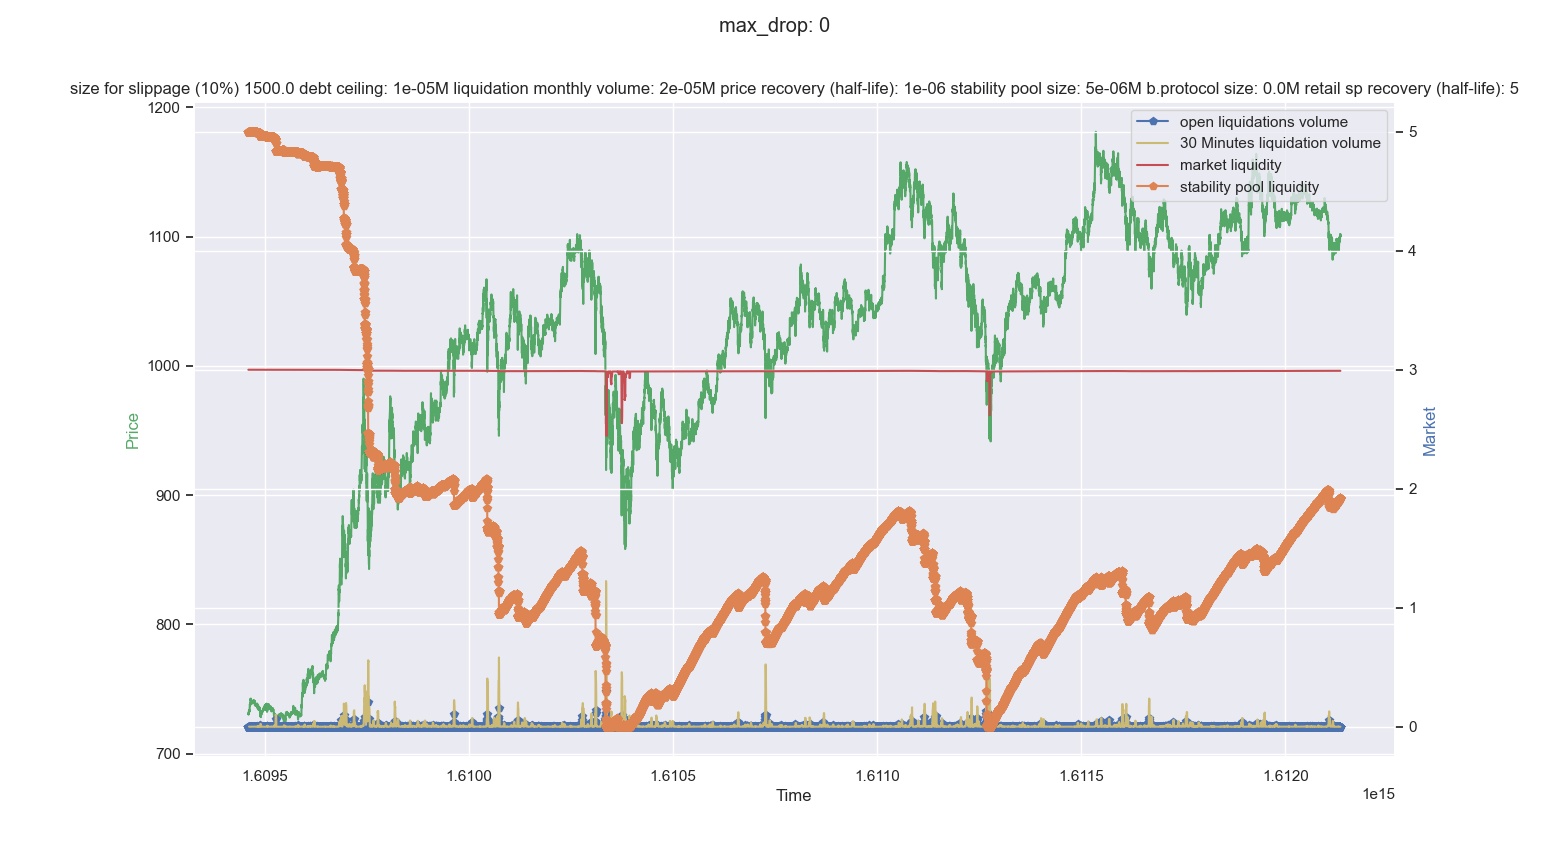 max_drop: 0
size for slippage (10%) 1500.0 debt ceiling: 1e-05M liquidation monthly volume: 2e-05M price recovery (half-life): 1e-06 stability pool size: 5e-06M b.protocol size: 0.0M retail sp recovery (half-life): 5
1200
1100
1000
900
800
700
Price
open liquidations volume
30 Minutes liquidation volume
market liquidity
stability pool liquidity
5
4
3
2
1
0
Market
1.6095
1.6100
1.6105
1.6110
1.6115
1.6120
1e15
Time